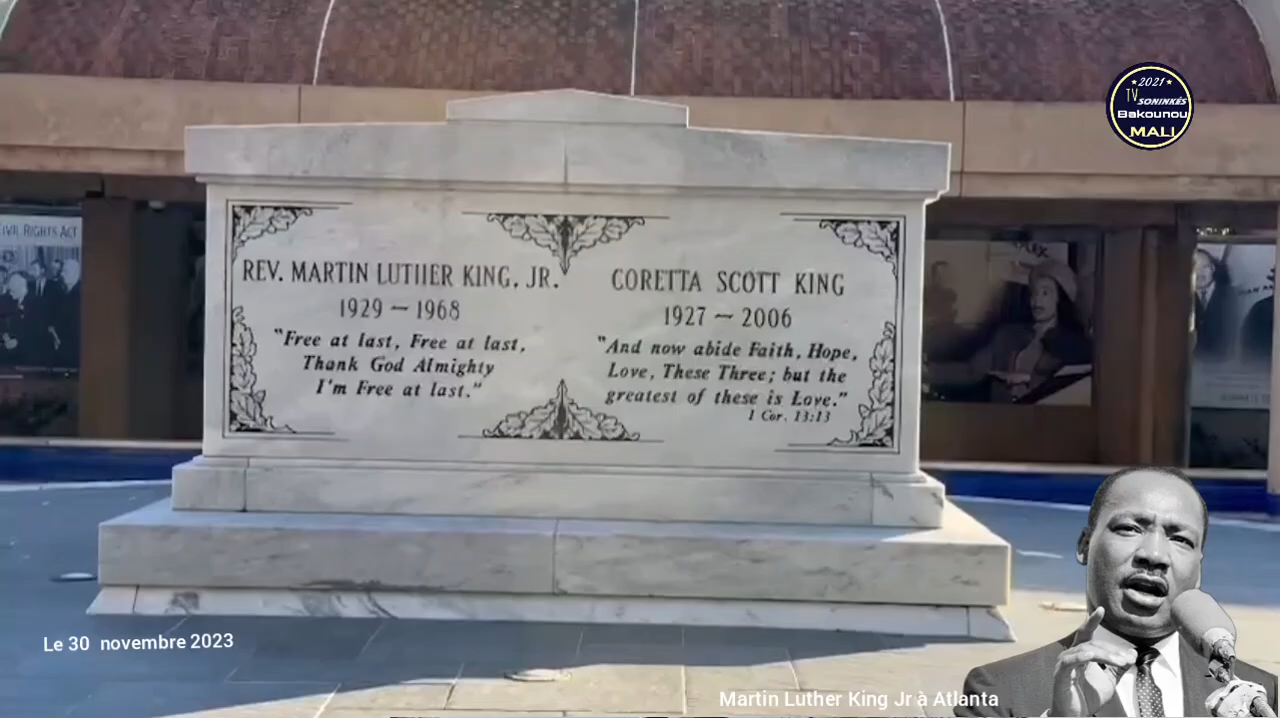 CIVIL RIGHTS ACT
★2021★
TV SONINKÉS
Bakounou
MALI
REV. MARTIN LUTHER KING, JR.
1929 – 1968
"Free at last, Free at last,
Thank God Almighty
I'm Free at last."
CORETTA SCOTT KING
1927 – 2006
"And now abide Faith, Hope,
Love, These Three; but the
greatest of these is Love."
1 Cor. 13:13
Le 30 novembre 2023
Martin Luther King Jr à Atlanta